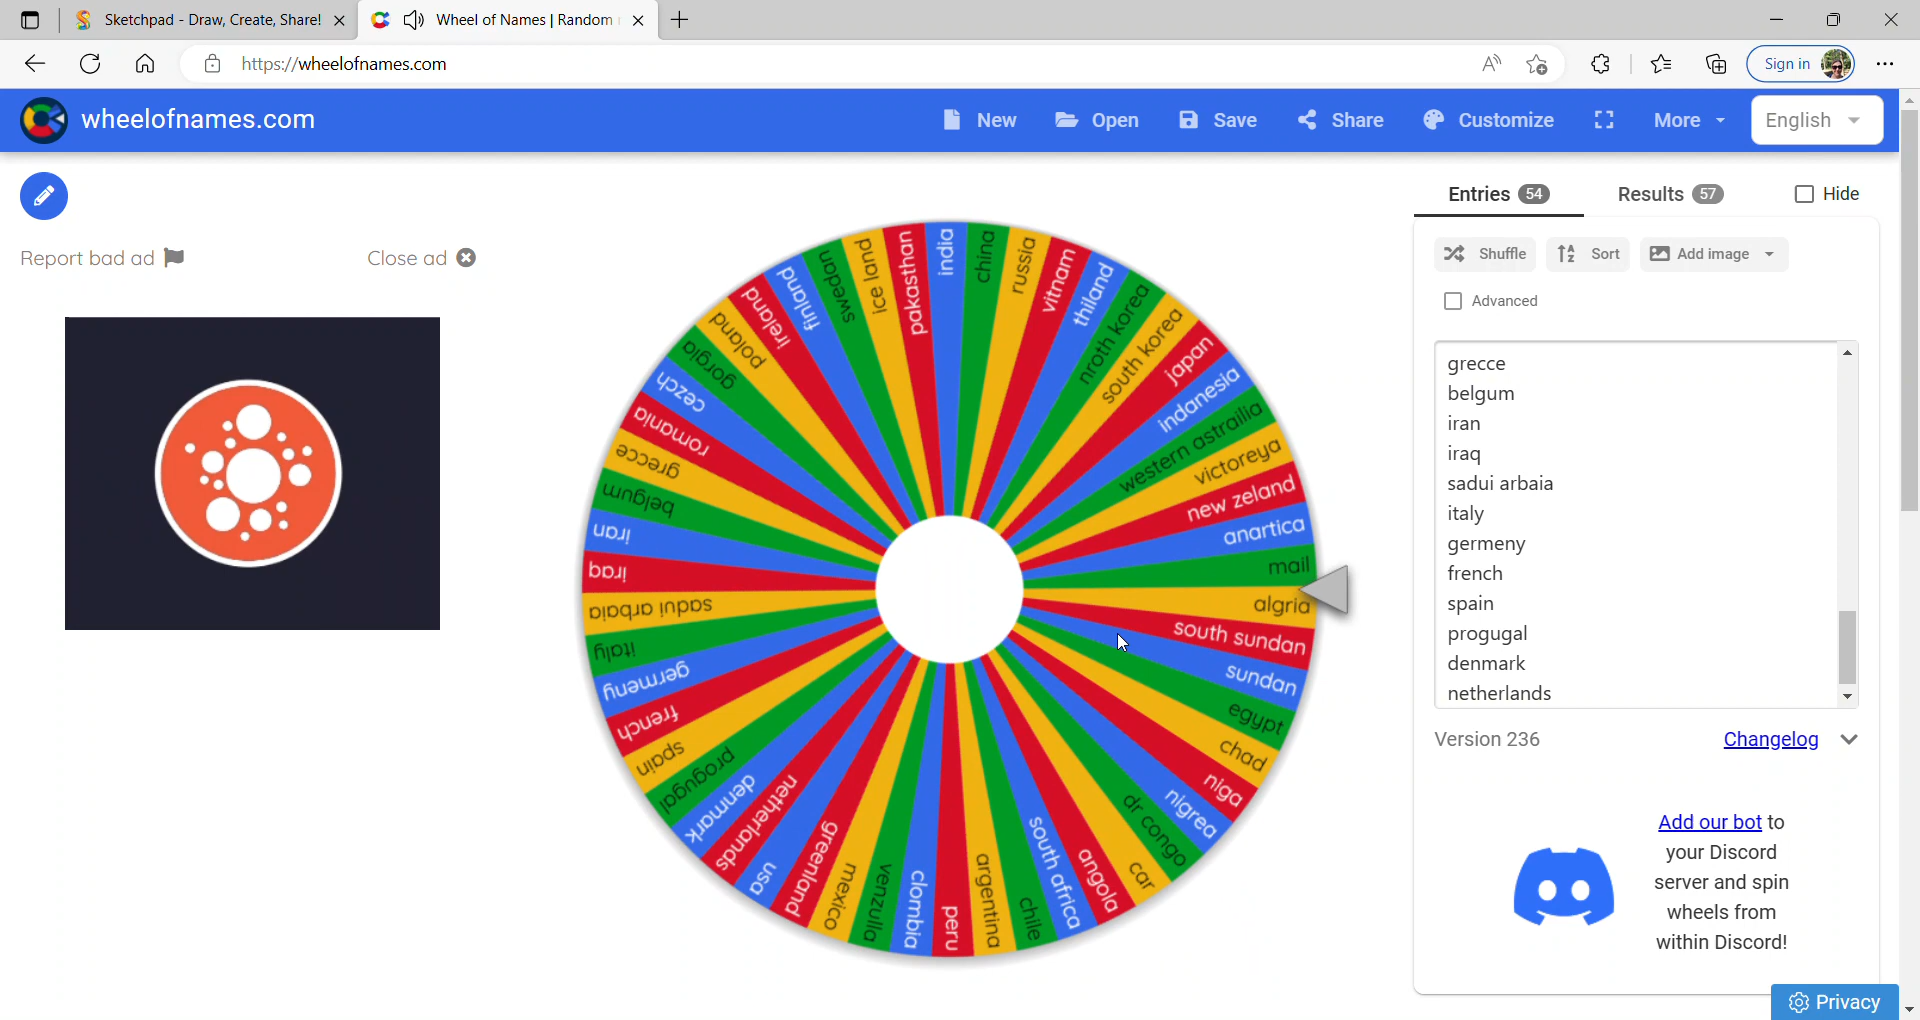 Sketchpad - Draw, Create, Share!
Wheel of Names | Random
https://wheelofnames.com
Sign in
wheelofnames.com
New
Open
Save
Share
Customize
More
English
Report bad ad
Close ad
Entries 54
Results 57
Hide
Shuffle
Sort
Add image
Advanced
grecce
belgum
iran
iraq
sadui arbaia
italy
germeny
french
spain
progugal
denmark
netherlands
Version 236
Changelog
Add our bot to
your Discord
server and spin
wheels from
within Discord!
Privacy
india
china
russia
vitnam
thiland
nroth korea
south korea
japan
indanesia
western astrailia
victoreya
new zeland
anartica
mail
algria
south sundan
sundan
egypt
chad
niga
nigrea
dr congo
car
angola
south africa
chile
argentina
peru
clombia
venzulla
mexico
greenland
usa
netherlands
denmark
progugal
spain
french
germeny
italy
sadui arbaia
iraq
iran
belgum
grecce
romania
cezch
gorgia
poland
ireland
finland
swedan
ice land
pakasthan